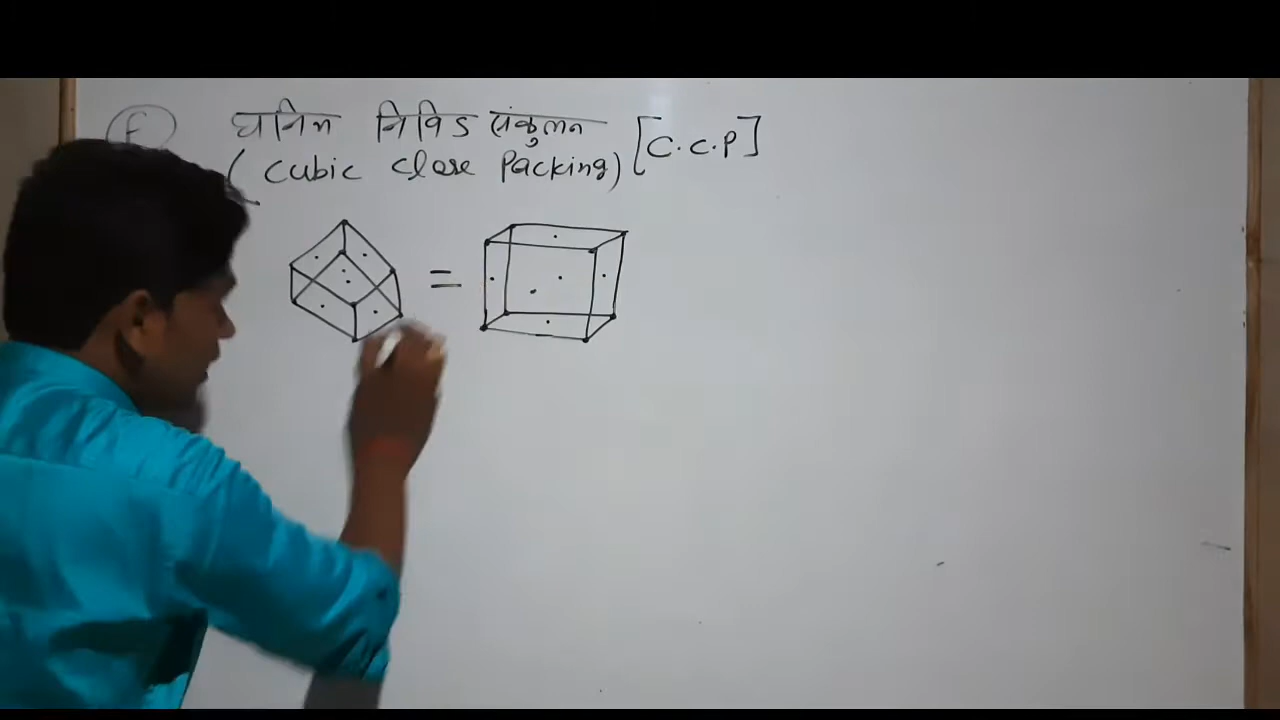 (F) घनिम निविड संकुलन [C.C.P]
(Cubic Close Packing)
=